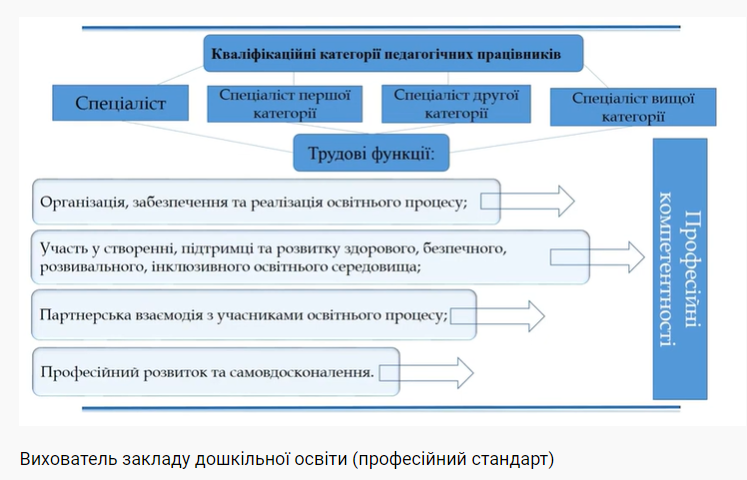 Кваліфікаційні категорії педагогічних працівників
Спеціаліст
Спеціаліст першої
категорії
Спеціаліст другої
категорії
Спеціаліст вищої
категорії
Трудові функції:
Організація, забезпечення та реалізація освітнього процесу;
Участь у створенні, підтримці та розвитку здорового, безпечного,
розвивального, інклюзивного освітнього середовища;
Партнерська взаємодія з учасниками освітнього процесу;
Професійний розвиток та самовдосконалення.
Професійні
компетентності
Вихователь закладу дошкільної освіти (професійний стандарт)